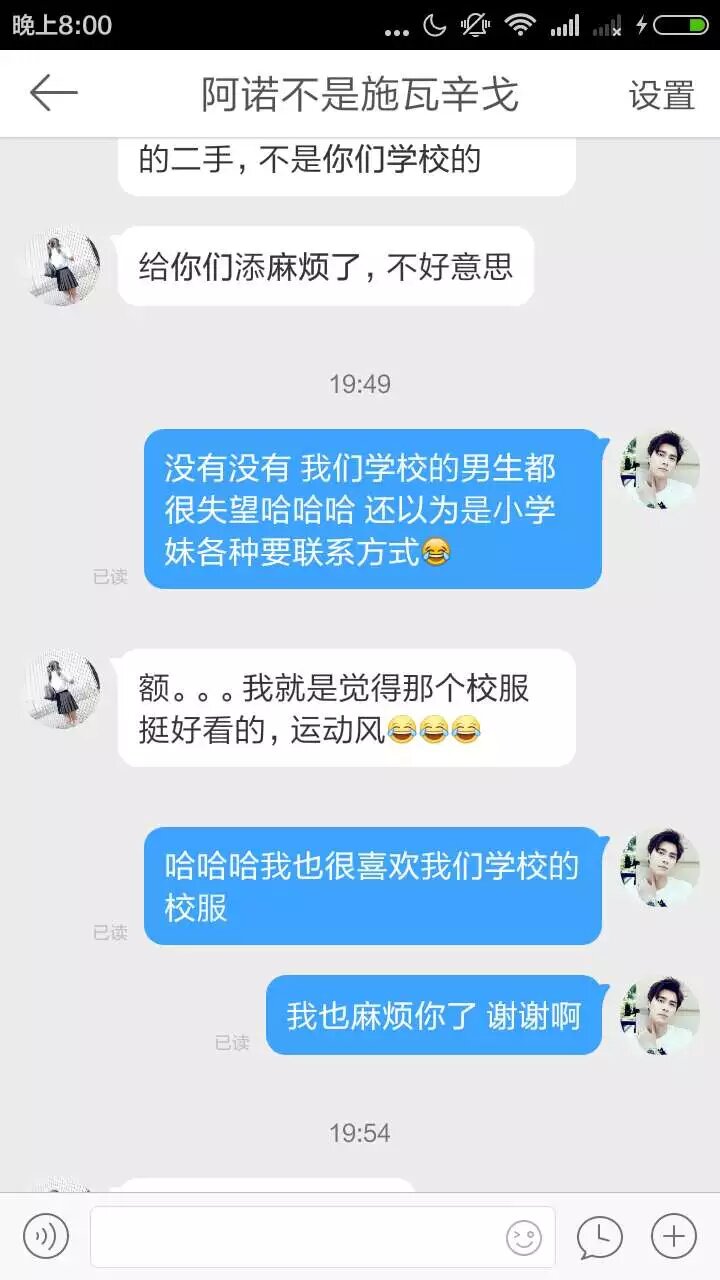 晚上8:00
阿诺不是施瓦辛戈
设置
的二手，不是你们学校的
给你们添麻烦了，不好意思
19:49
没有没有 我们学校的男生都
很失望哈哈哈 还以为是小学
妹各种要联系方式😂
已读
额。。。我就是觉得那个校服
挺好看的，运动风😂😂😂
哈哈哈我也很喜欢我们学校的
校服
已读
我也麻烦你了 谢谢啊
已读
19:54